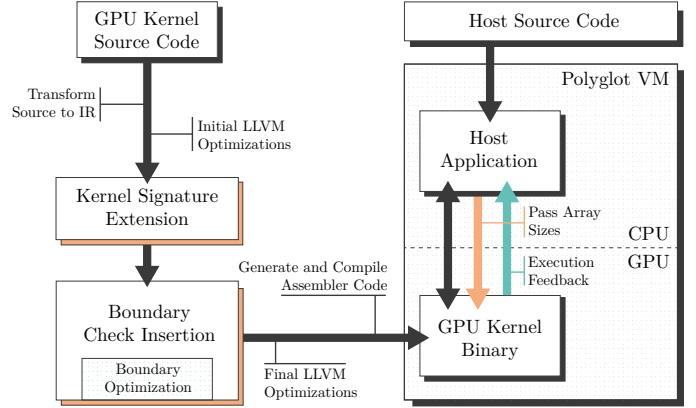 GPU Kernel
Source Code
Host Source Code
Polyglot VM
Transform
Source to IR
Initial LLVM
Optimizations
Host
Application
Kernel Signature
Extension
Pass Array
Sizes
CPU
GPU
Execution
Feedback
Generate and Compile
Assembler Code
Boundary
Check Insertion
GPU Kernel
Binary
Boundary
Optimization
Final LLVM
Optimizations